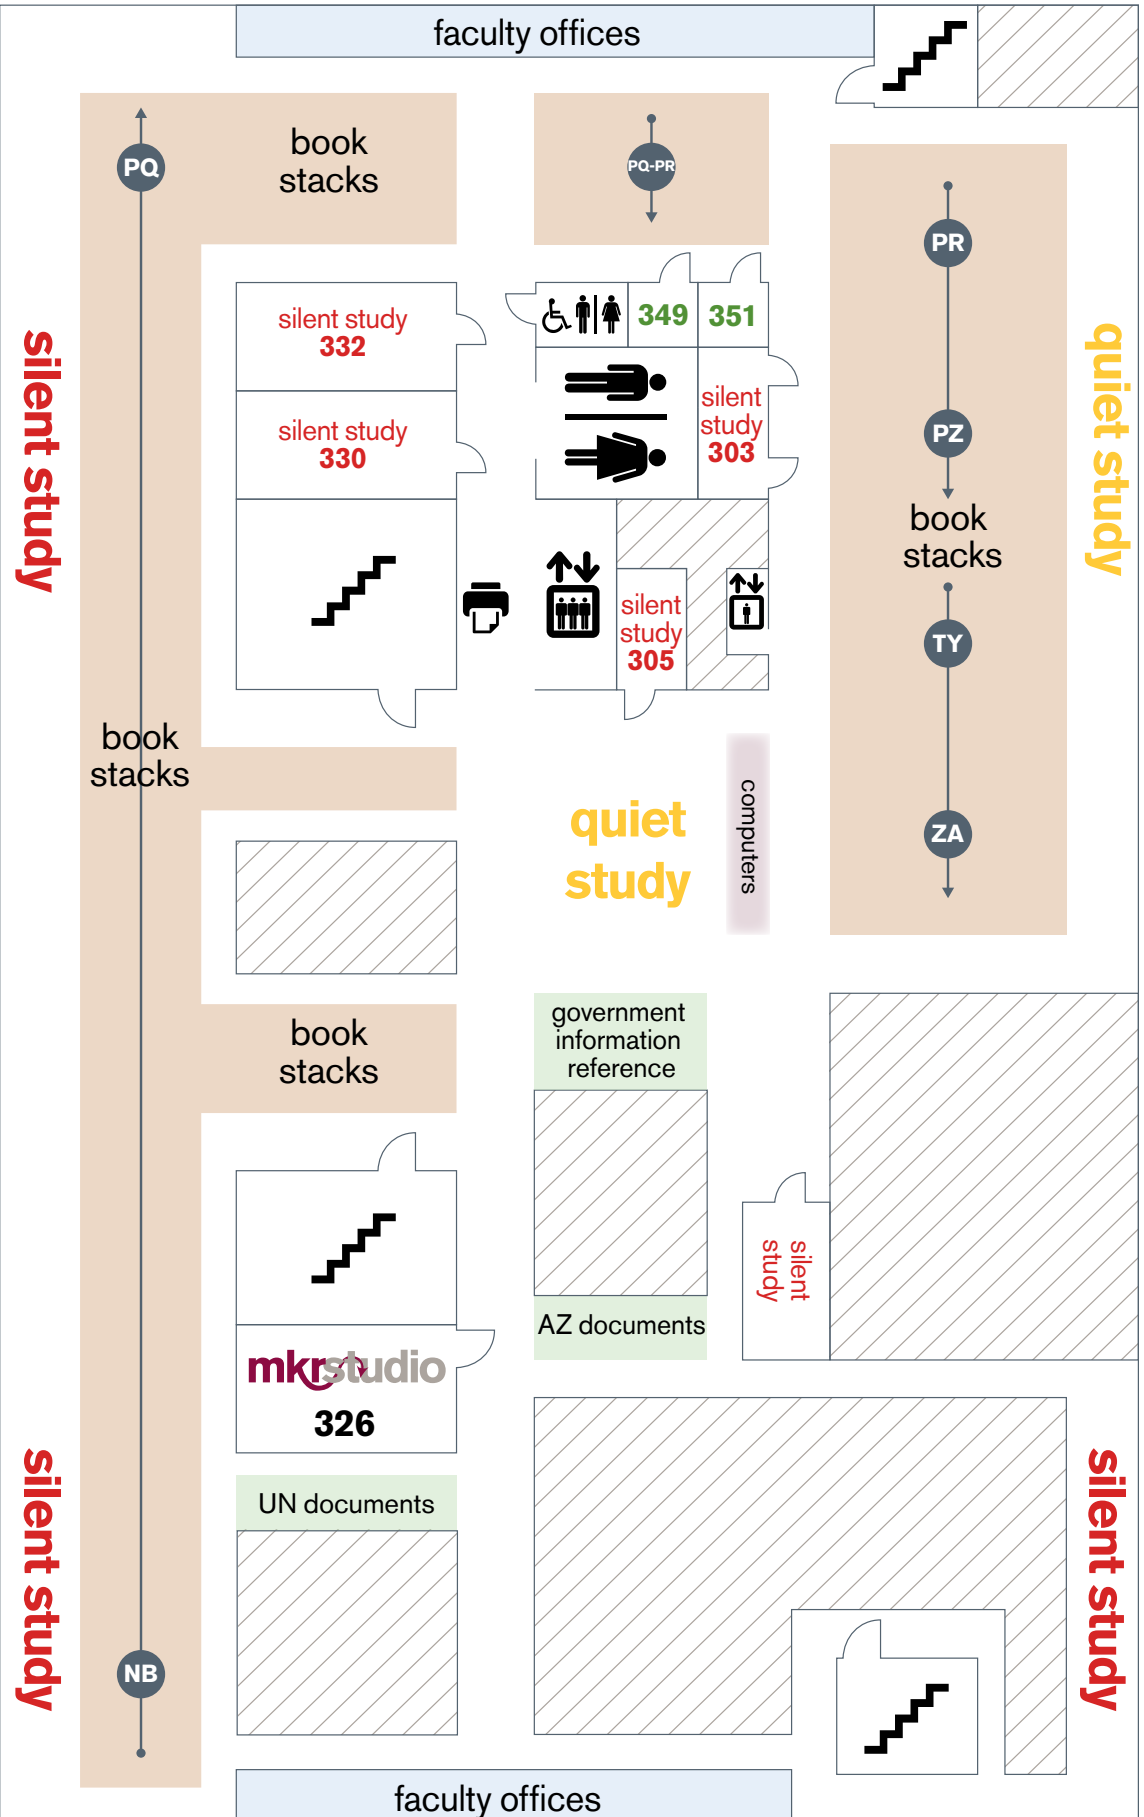 faculty offices
book
stacks
PQ
PQ-PR
PR
silent study
332
349
351
silent study
quiet study
silent study
330
silent
study
303
PZ
book
stacks
silent
study
305
TY
book
stacks
quiet
study
computers
ZA
government
information
reference
book
stacks
silent
study
AZ documents
mkrstudio
326
silent study
silent study
UN documents
NB
faculty offices